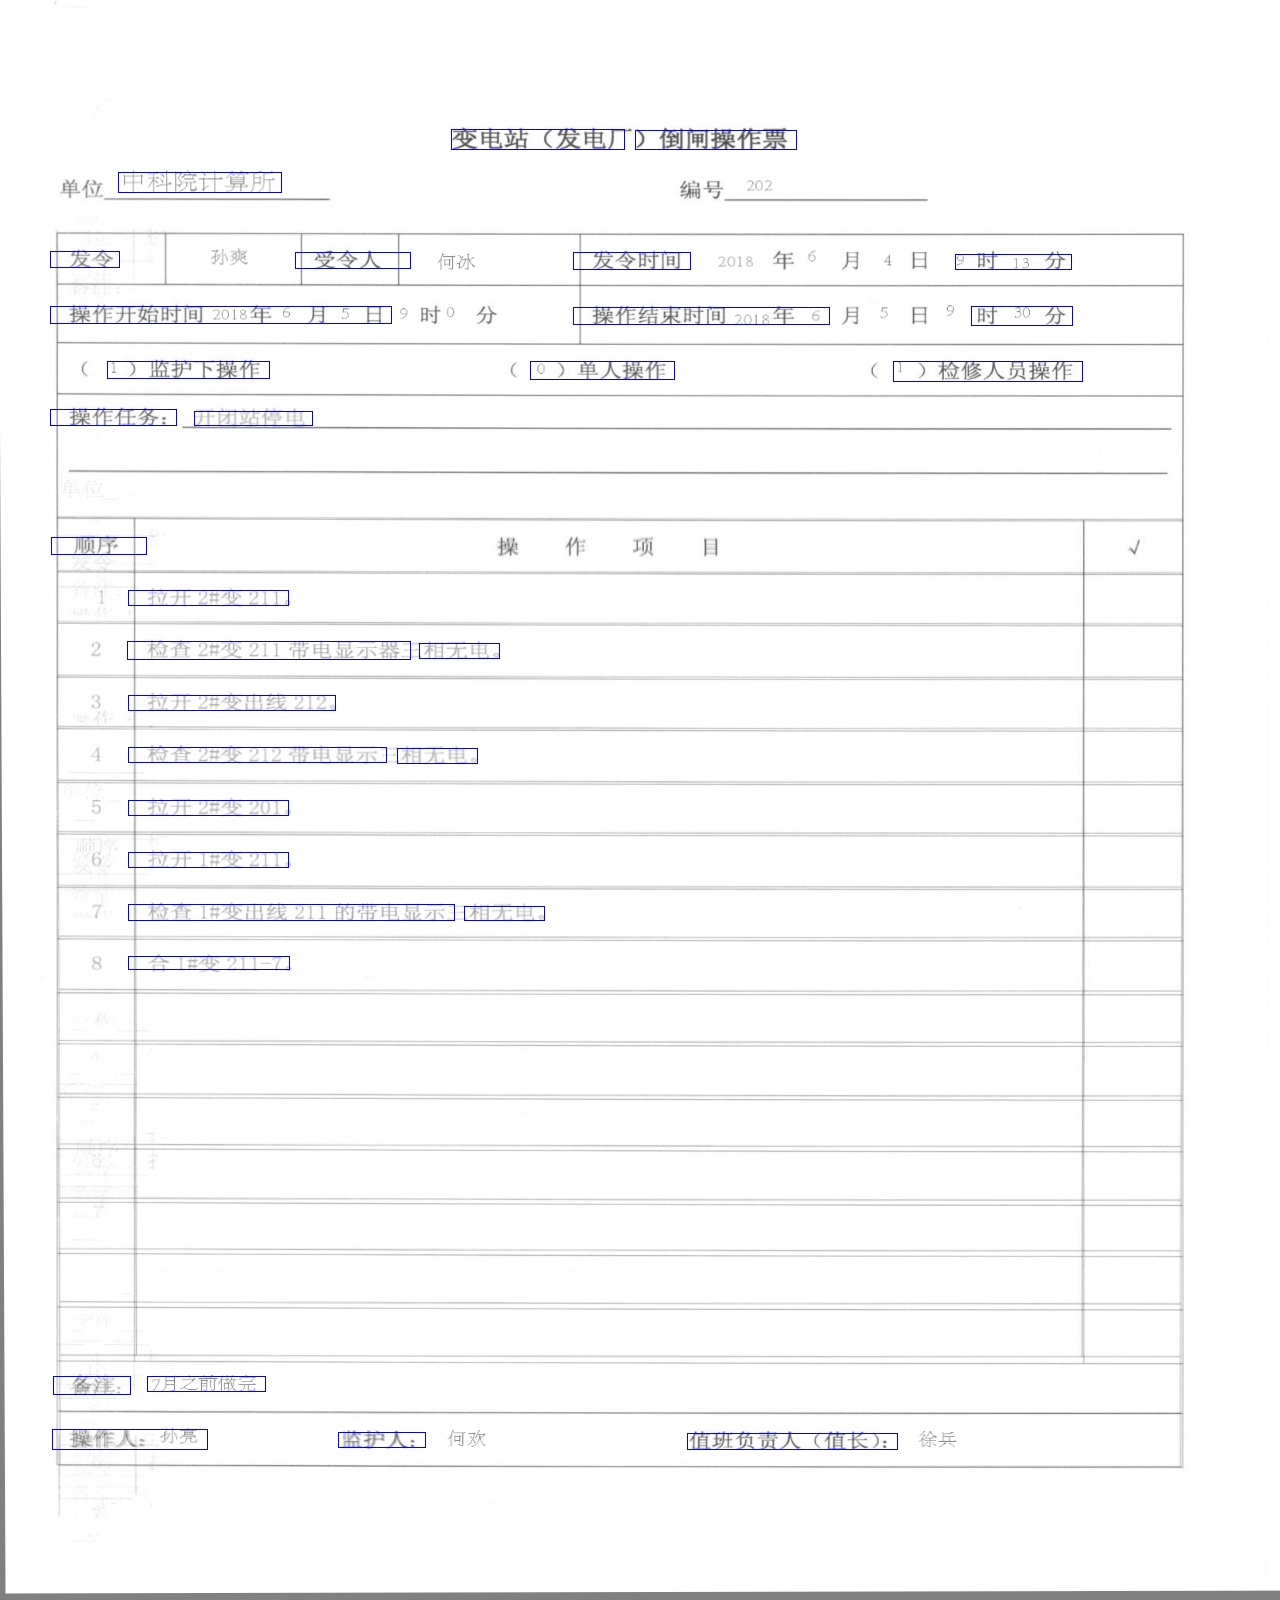 变电站（发电厂）倒闸操作票
单位 中科院计算所 编号 202
发令 孙爽 受令人 何冰 发令时间 2018 年 6 月 4 日 9 时 13 分
操作开始时间 2018年 6 月 5 日 9 时 0 分 操作结束时间 2018年 6 月 5 日 9 时 30 分
（ 1 ）监护下操作 （ 0 ）单人操作 （ 1 ）检修人员操作
操作任务： 开闭站停电
单位
顺序 操 作 项 目 √
1 拉开 2#变 211。
2 检查 2#变 211 带电显示器三相无电。
3 拉开 2#变出线 212。
4 检查 2#变 212 带电显示三相无电。
5 拉开 2#变 201。
6 拉开 1#变 211。
7 检查 1#变出线 211 的带电显示三相无电。
8 合 1#变 211-7。
备注： 7月之前做完
操作人： 孙亮 监护人： 何欢 值班负责人（值长）： 徐兵